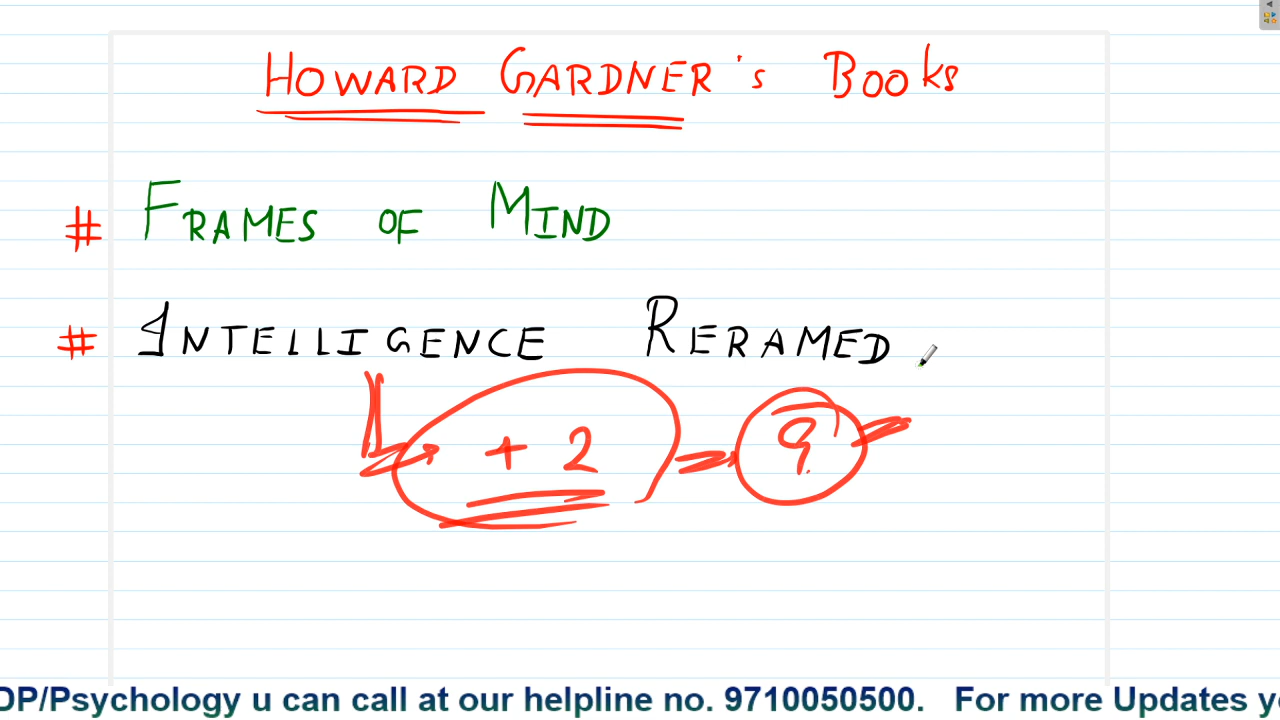 HOWARD GARDNER's BOOKS
# FRAMES OF MIND
# INTELLIGENCE RERAMED
+ 2 9
DP/Psychology u can call at our helpline no. 9710050500. For more Updates y